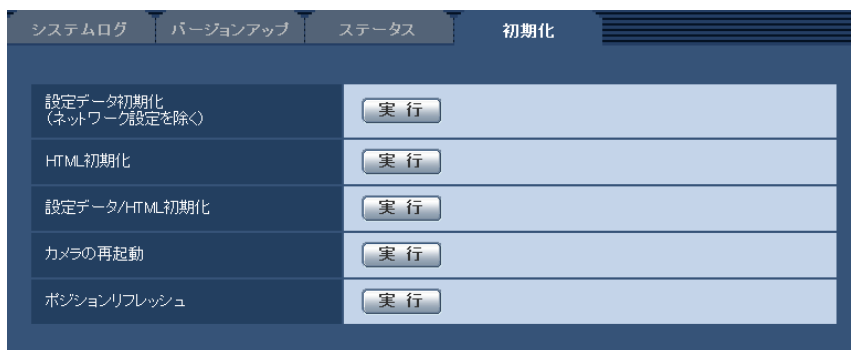 システムログ
バージョンアップ
ステータス
初期化
設定データ初期化
(ネットワーク設定を除く)
実 行
HTML初期化
実 行
設定データ/HTML初期化
実 行
カメラの再起動
実 行
ポジションリフレッシュ
実 行